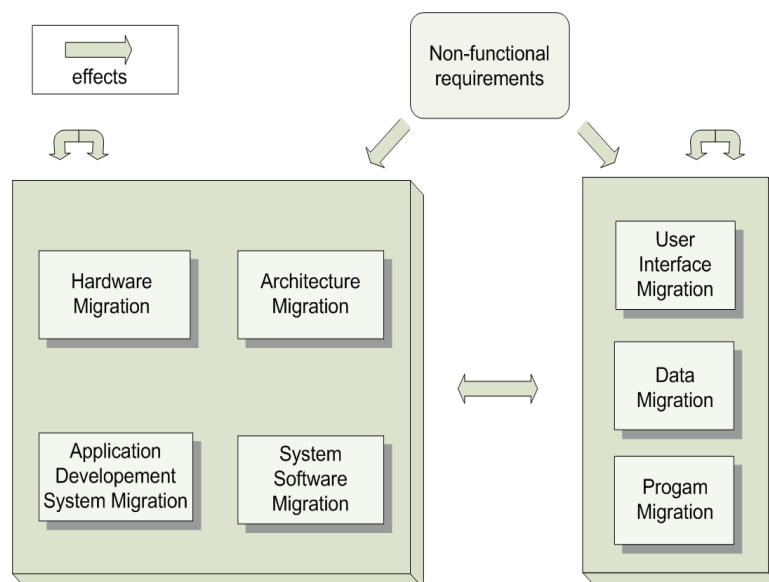 effects
Non-functional
requirements
Hardware
Migration
Architecture
Migration
Application
Developement
System Migration
System
Software
Migration
User
Interface
Migration
Data
Migration
Progam
Migration